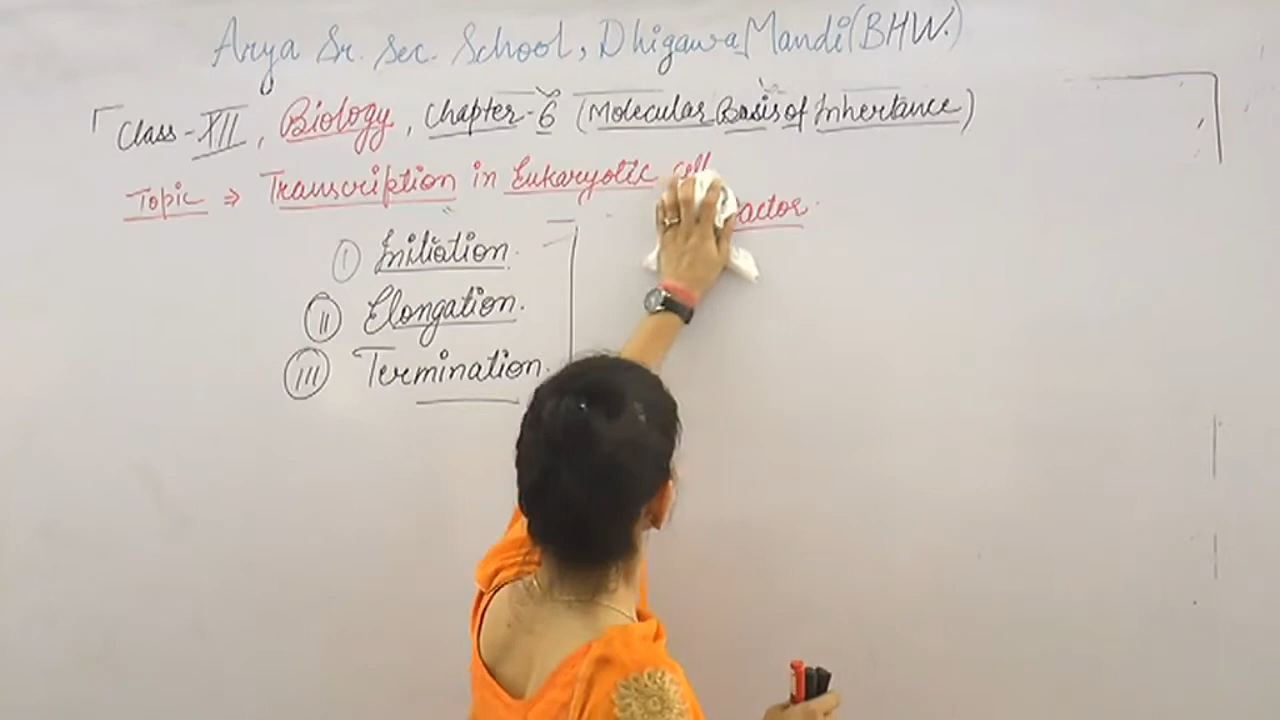 Arya Sr. Sec. School, Dhigawa Mandi (BHW.)
Class - XII, Biology, Chapter - 6 (Molecular Basis of Inheritance)
Topic ⇒ Transcription in Eukaryotic cell
actor.
(I) Initiation.
(II) Elongation.
(III) Termination.